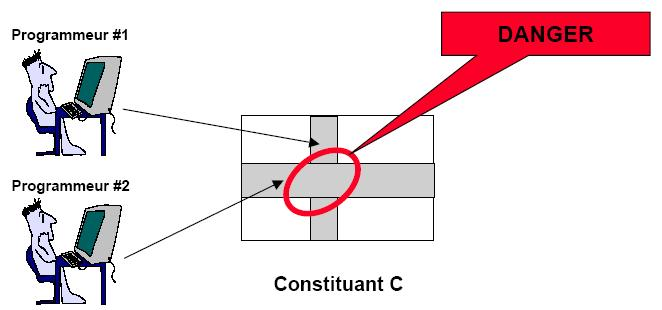 Programmeur #1
DANGER
Programmeur #2
Constituant C